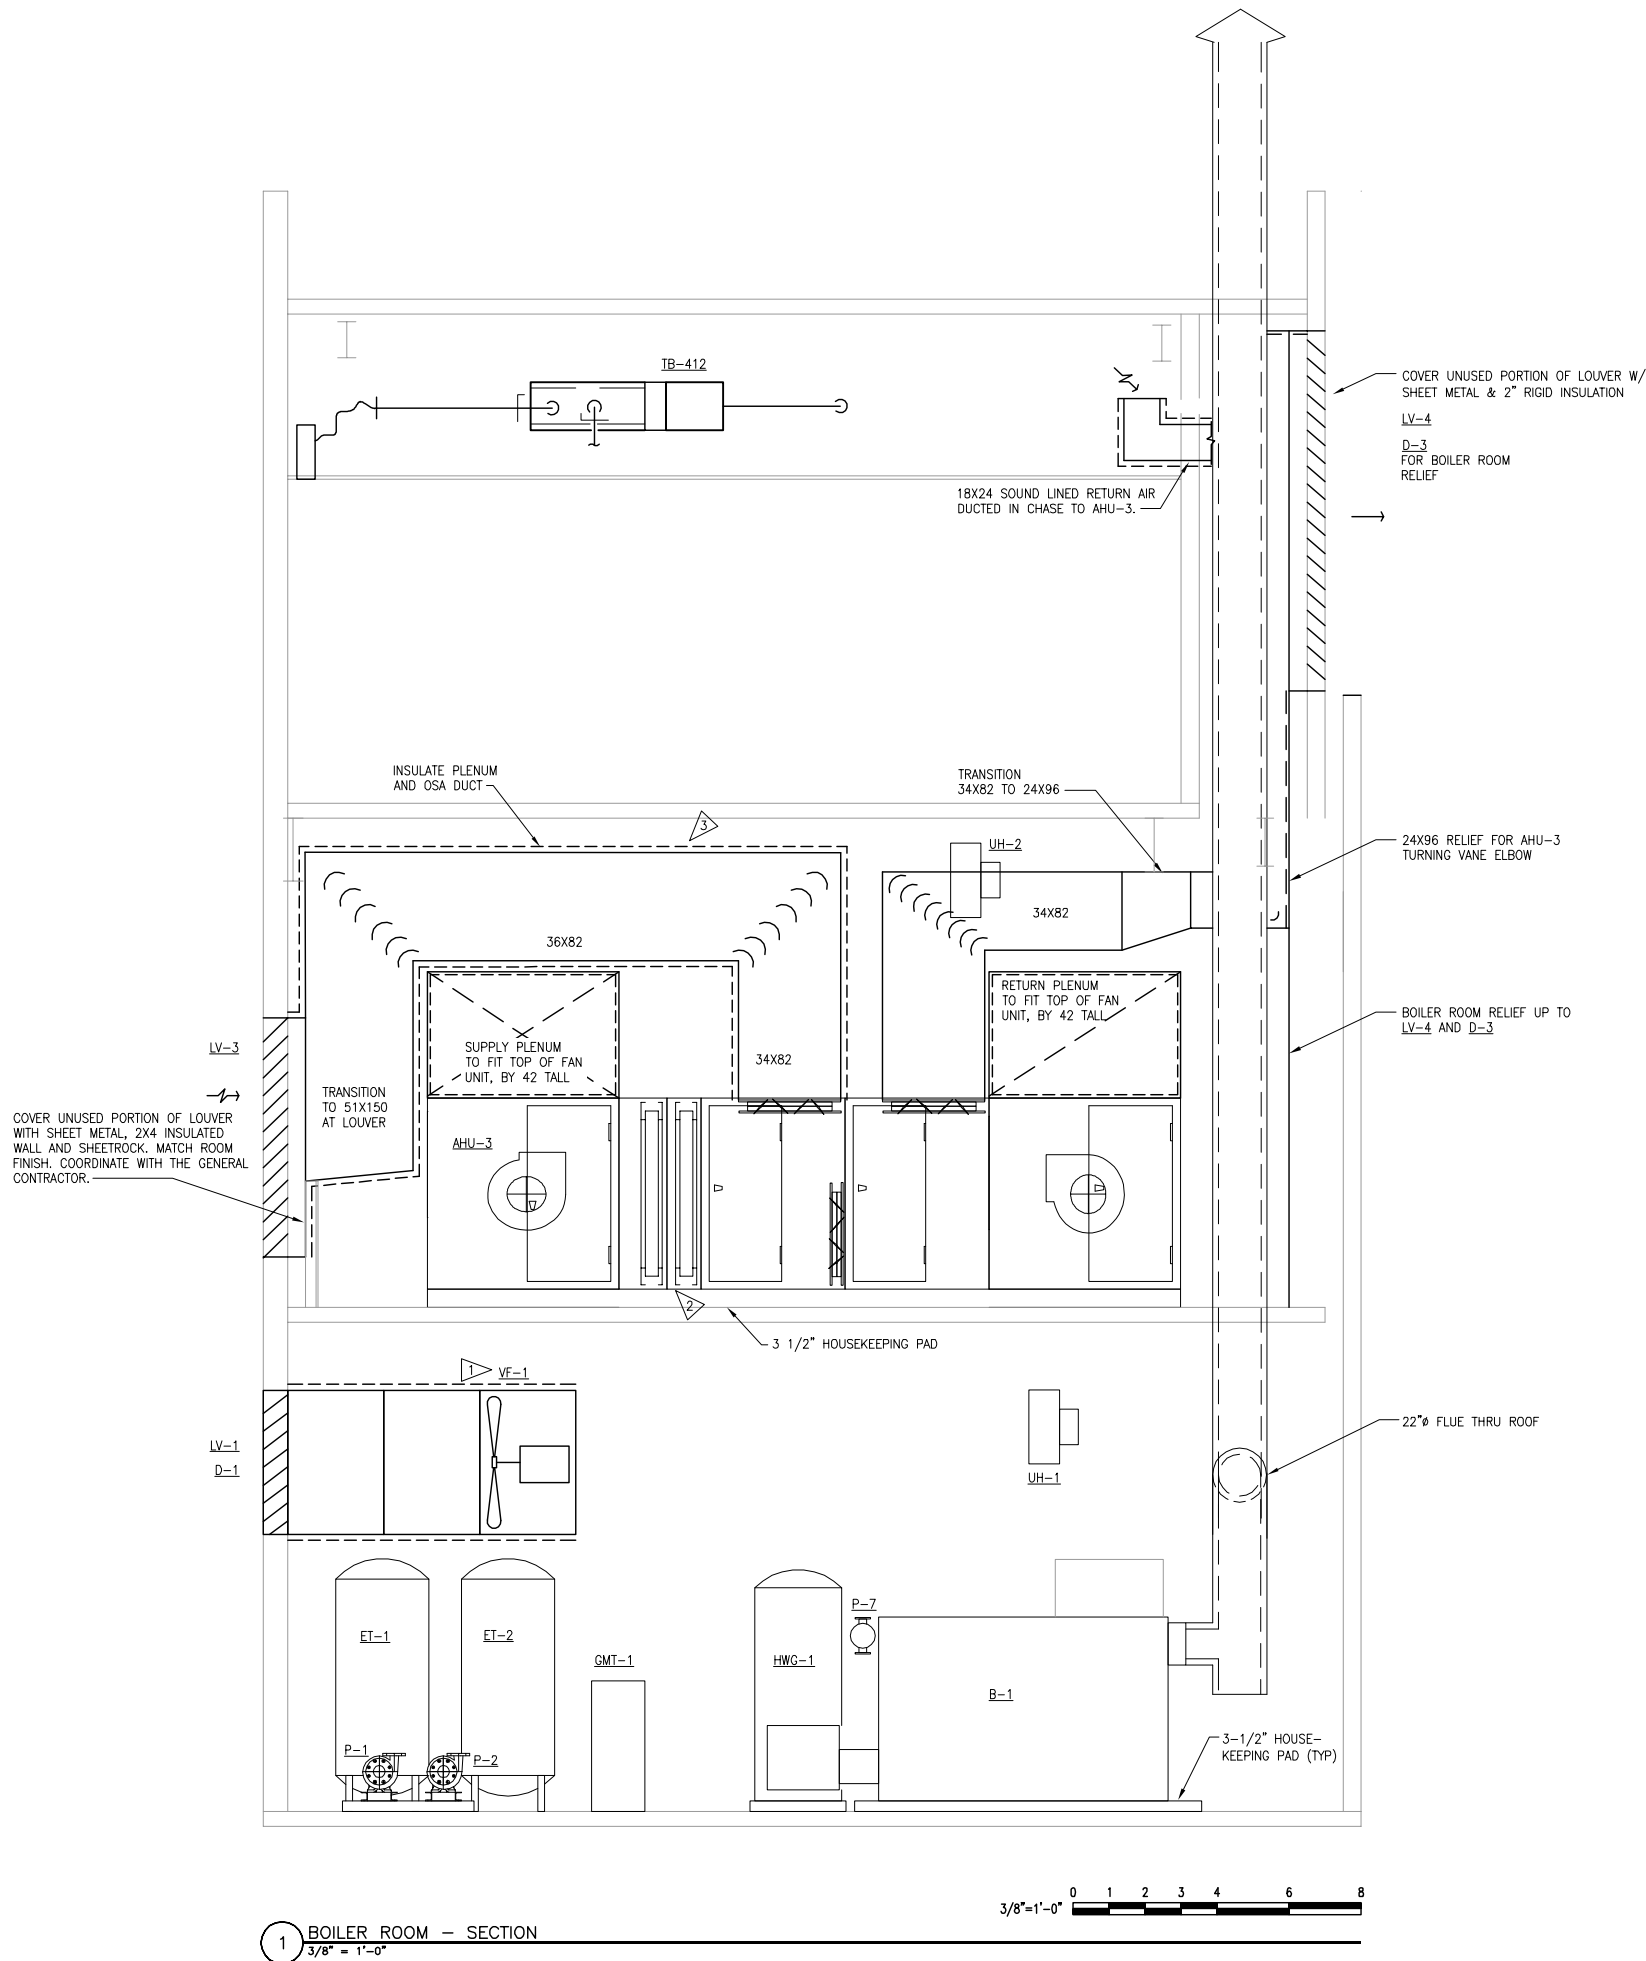 TB-412
COVER UNUSED PORTION OF LOUVER W/
SHEET METAL & 2" RIGID INSULATION
LV-4
D-3
FOR BOILER ROOM
RELIEF
18X24 SOUND LINED RETURN AIR
DUCTED IN CHASE TO AHU-3.
INSULATE PLENUM
AND OSA DUCT
TRANSITION
34X82 TO 24X96
3
UH-2
24X96 RELIEF FOR AHU-3
TURNING VANE ELBOW
36X82
34X82
RETURN PLENUM
TO FIT TOP OF FAN
UNIT, BY 42 TALL
BOILER ROOM RELIEF UP TO
LV-4 AND D-3
LV-3
SUPPLY PLENUM
TO FIT TOP OF FAN
UNIT, BY 42 TALL
34X82
TRANSITION
TO 51X150
AT LOUVER
COVER UNUSED PORTION OF LOUVER
WITH SHEET METAL, 2X4 INSULATED
WALL AND SHEETROCK. MATCH ROOM
FINISH. COORDINATE WITH THE GENERAL
CONTRACTOR.
AHU-3
2
3 1/2" HOUSEKEEPING PAD
1
VF-1
LV-1
D-1
UH-1
22"ø FLUE THRU ROOF
ET-1
ET-2
GMT-1
HWG-1
P-7
B-1
P-1
P-2
3-1/2" HOUSE-
KEEPING PAD (TYP)
3/8"=1'-0"
0 1 2 3 4 6 8
1
BOILER ROOM - SECTION
3/8" = 1'-0"